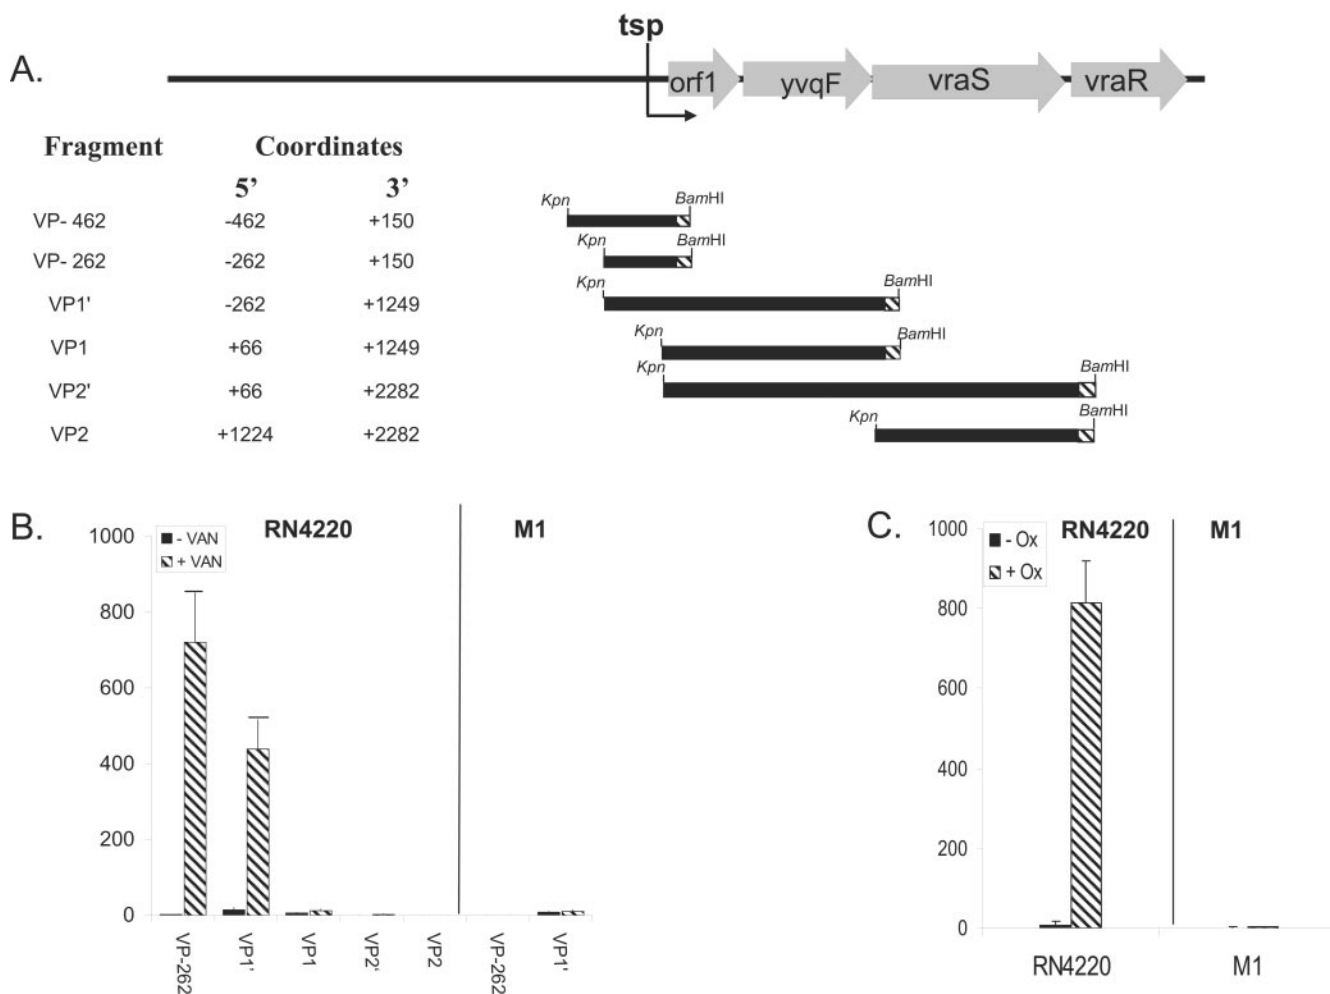 A.
tsp
orf1 yvqF vraS vraR
Fragment Coordinates
5' 3'
VP- 462 -462 +150
Kpn BamHI
VP- 262 -262 +150
Kpn BamHI
VP1' -262 +1249
Kpn BamHI
VP1 +66 +1249
Kpn BamHI
VP2' +66 +2282
Kpn BamHI
VP2 +1224 +2282
Kpn BamHI
B.
RN4220 M1
- VAN
+ VAN
1000
800
600
400
200
0
VP-262 VP1' VP1 VP2' VP2 VP-262 VP1'
C.
RN4220 M1
- Ox
+ Ox
1000
800
600
400
200
0
RN4220 M1